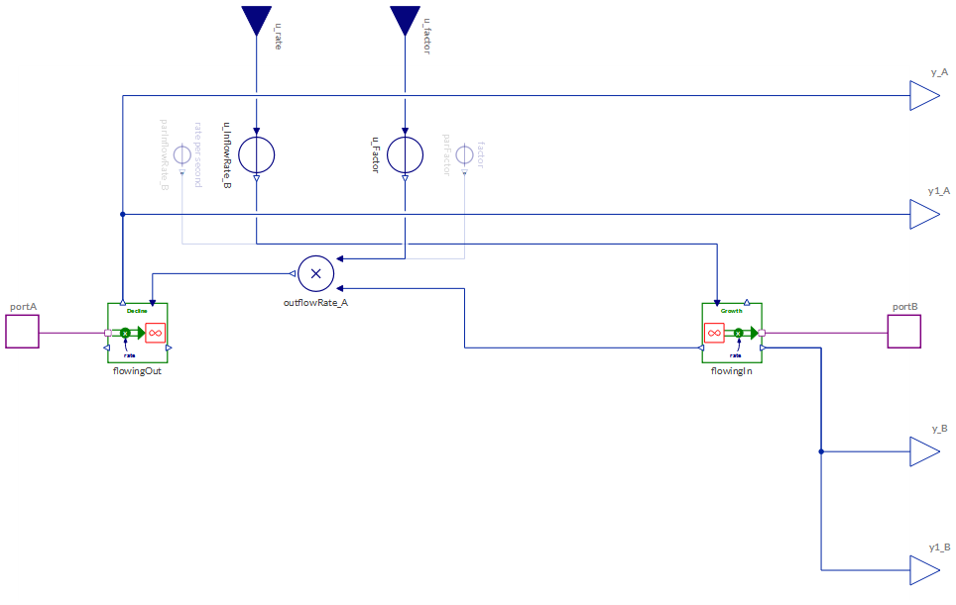 u_rate
u_factor
y_A
parInflowRate_B
rate per second
u_InflowRate_B
u_Factor
parFactor
factor
y1_A
×
outflowRate_A
portA
Decline
∞
x
rate
flowingOut
Growth
∞
x
rate
flowingIn
portB
y_B
y1_B